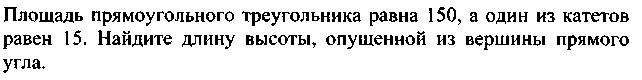 Площадь прямоугольного треугольника равна 150, а один из катетов
равен 15. Найдите длину высоты, опущенной из вершины прямого
угла.